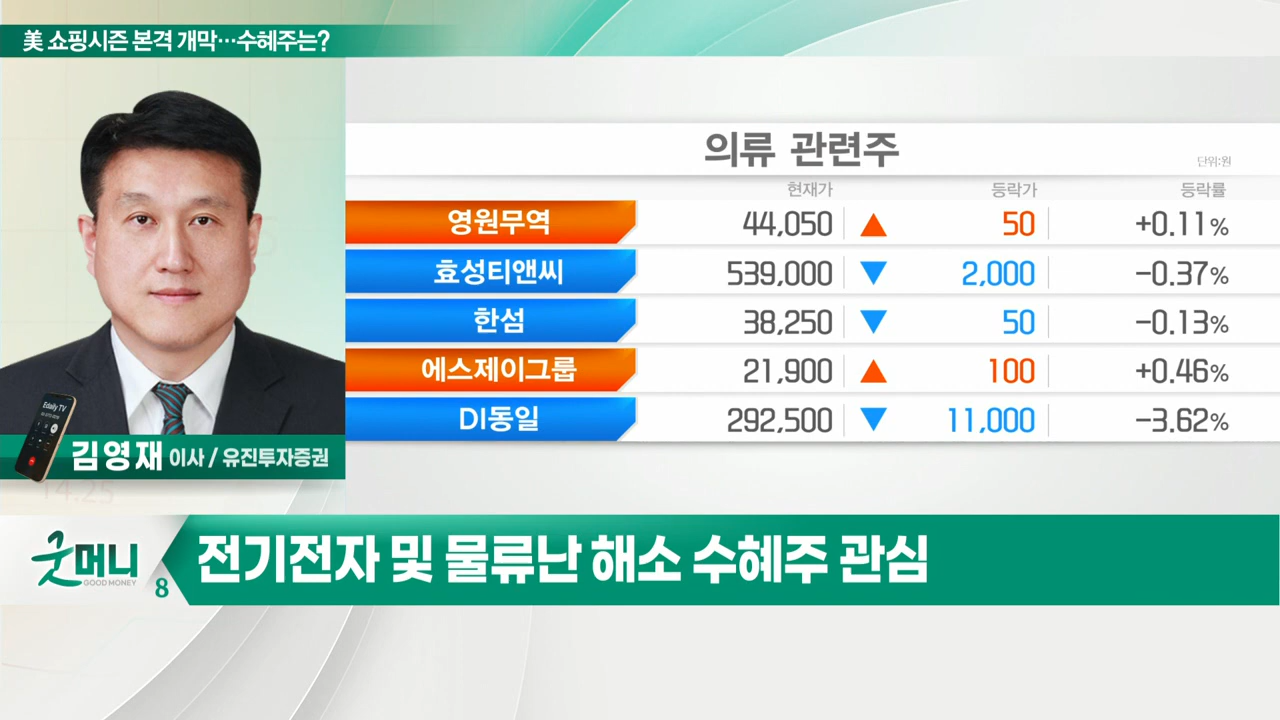 美 쇼핑시즌 본격 개막…수혜주는?
의류 관련주
단위:원
현재가 등락가 등락률
영원무역 44,050 ▲ 50 +0.11%
효성티앤씨 539,000 ▼ 2,000 -0.37%
한섬 38,250 ▼ 50 -0.13%
에스제이그룹 21,900 ▲ 100 +0.46%
DI동일 292,500 ▼ 11,000 -3.62%
Edaily TV
김영재 이사 / 유진투자증권
14.25
굿머니
GOOD MONEY
8
전기전자 및 물류난 해소 수혜주 관심